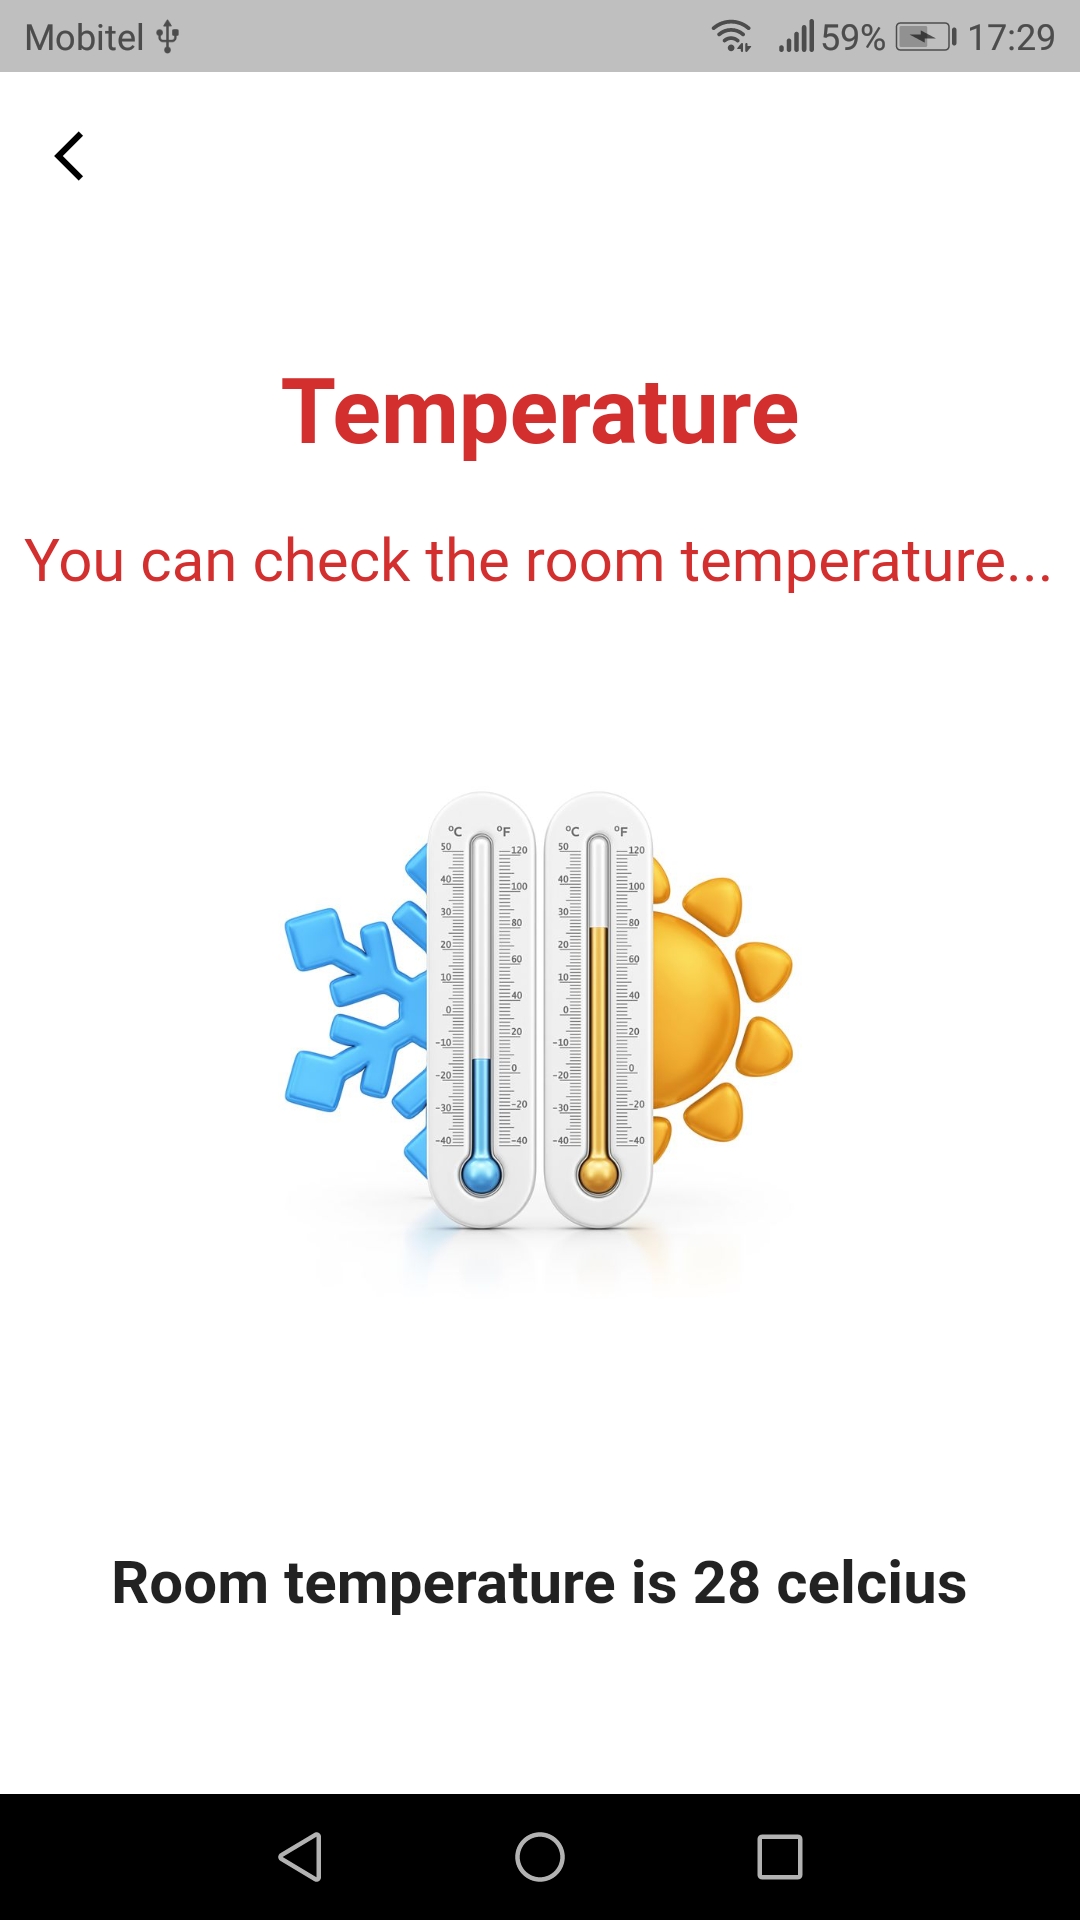 Mobitel 59% 17:29
Temperature
You can check the room temperature...
°C °F °C °F
50 120 50 120
40 100 40 100
30 80 30 80
20 60 20 60
10 40 10 40
0 20 0 20
-10 0 -10 0
-20 -20 -20 -20
-30 -40 -30 -40
-40 -40
Room temperature is 28 celcius